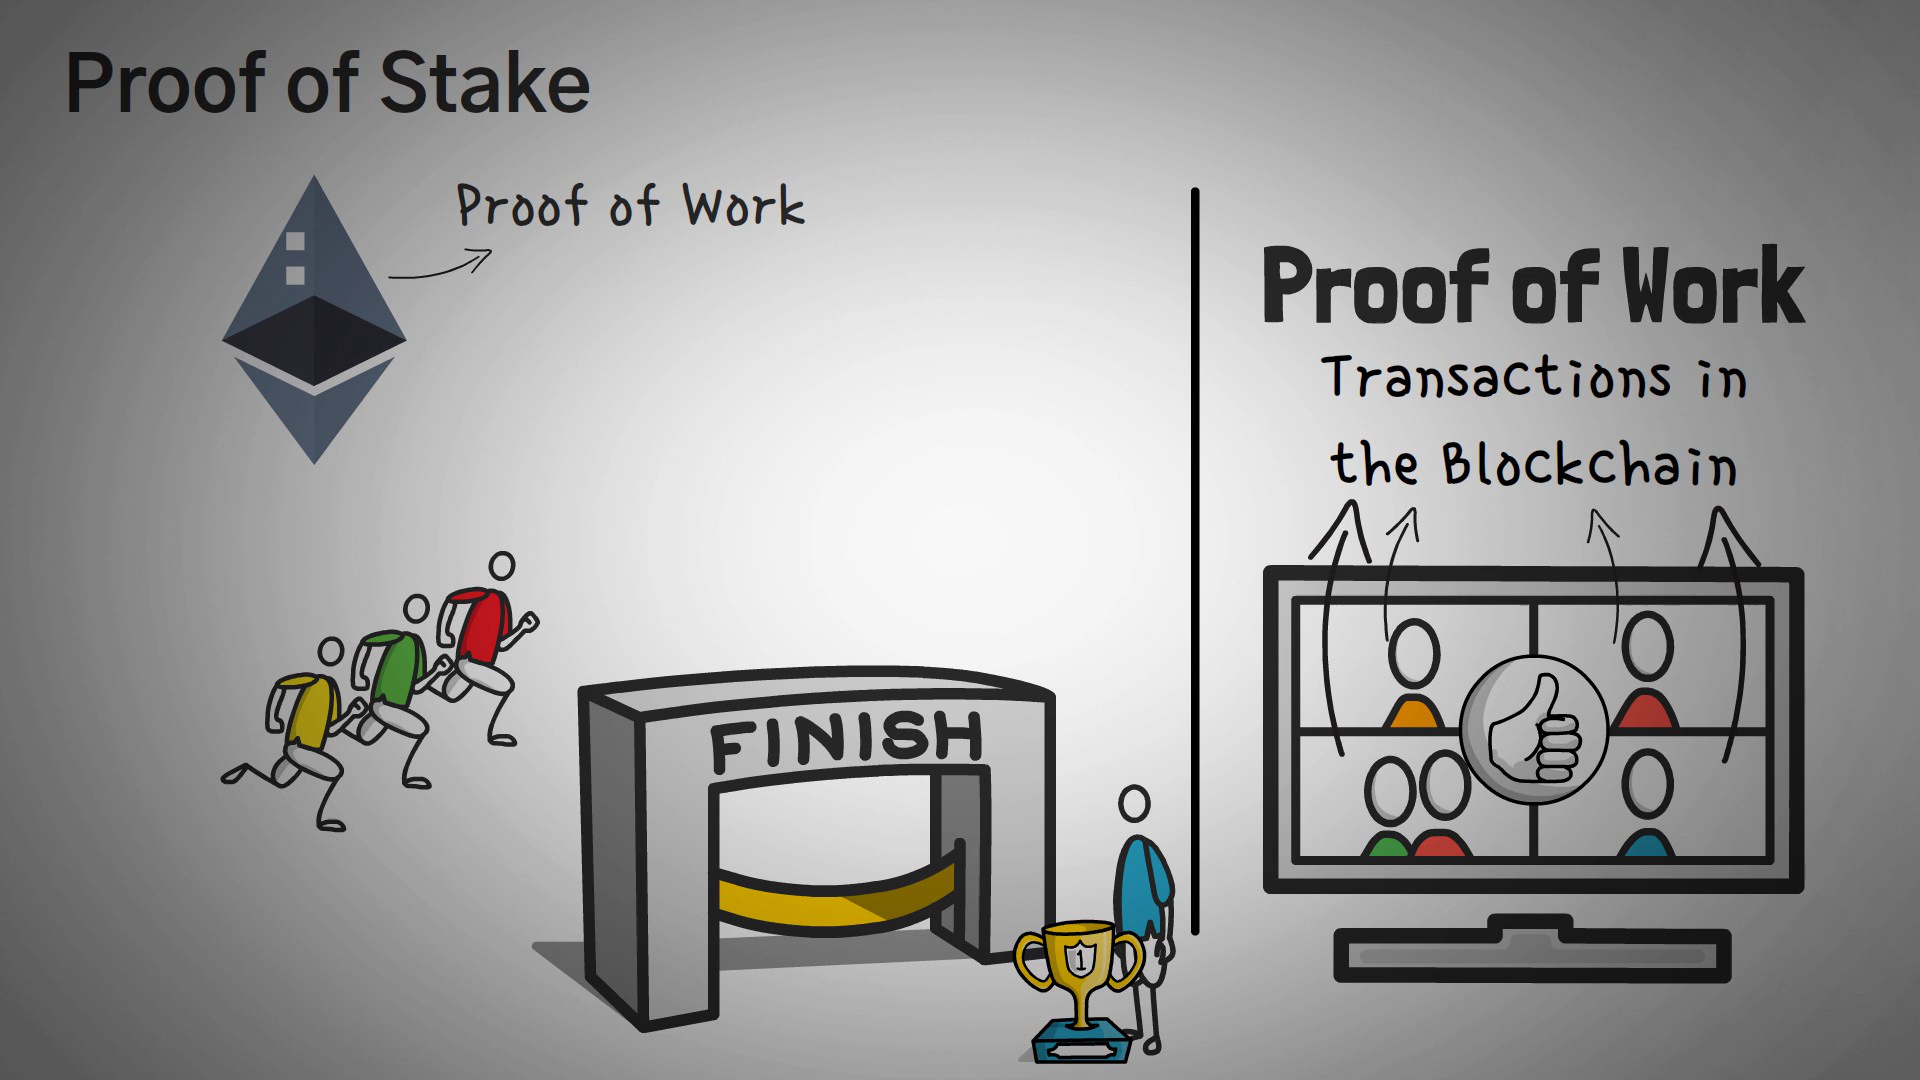 Proof of Stake
Proof of Work
FINISH
1
Proof of Work
Transactions in
the Blockchain